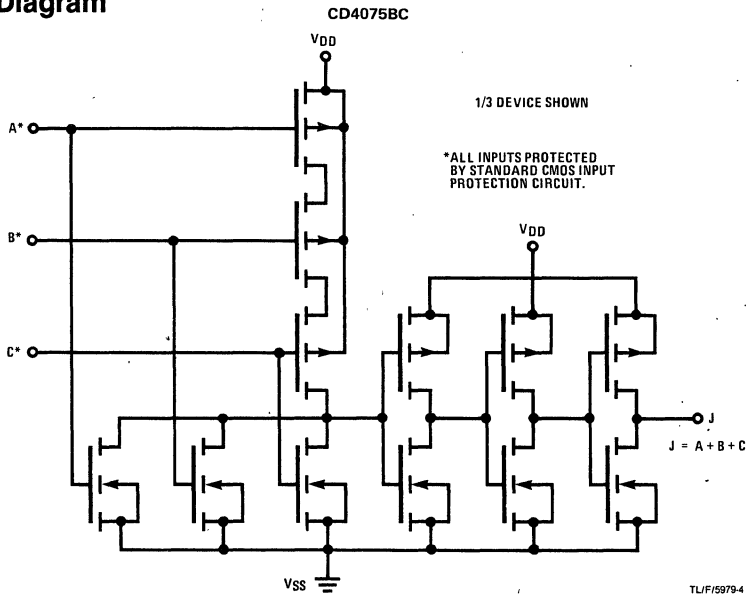 Diagram
CD4075BC
VDD
1/3 DEVICE SHOWN
A*
*ALL INPUTS PROTECTED
BY STANDARD CMOS INPUT
PROTECTION CIRCUIT.
B*
VDD
C*
J
J = A + B + C
VSS
TL/F/5979-4